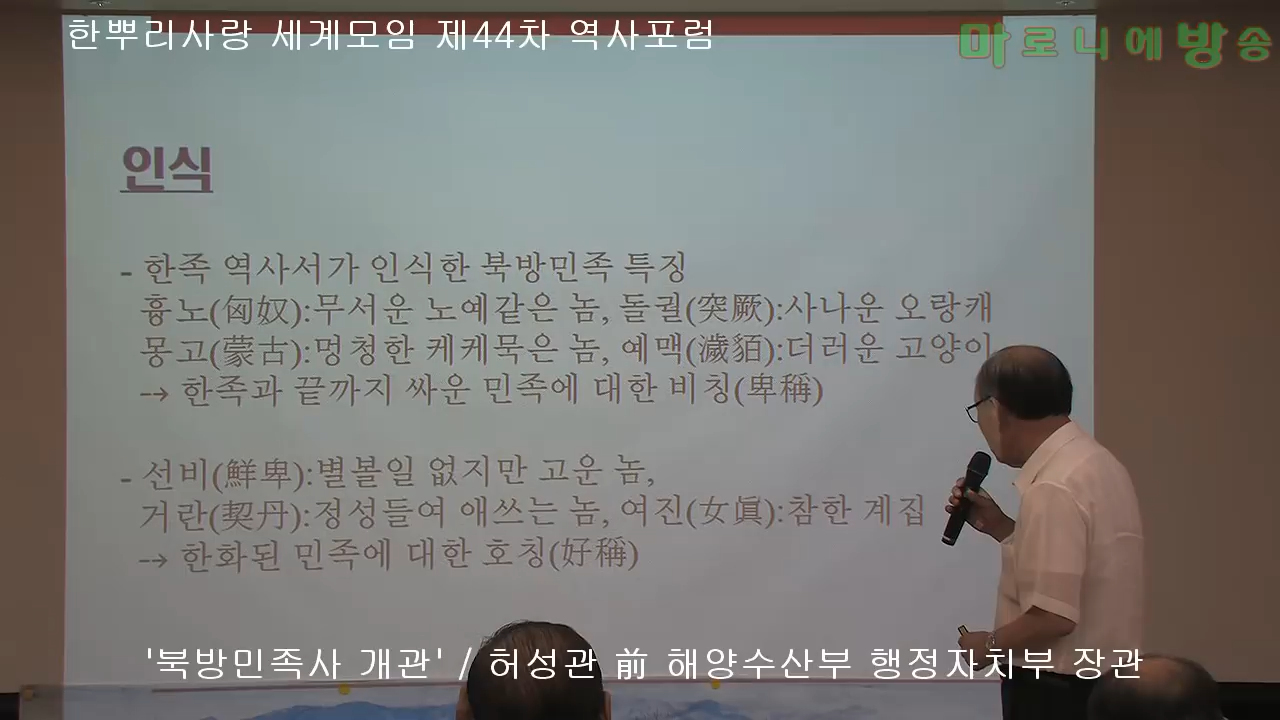 한뿌리사랑 세계모임 제44차 역사포럼
마로니에방송
인식
- 한족 역사서가 인식한 북방민족 특징
흉노(匈奴):무서운 노예같은 놈, 돌궐(突厥):사나운 오랑캐
몽고(蒙古):멍청한 케케묵은 놈, 예맥(濊貊):더러운 고양이
→ 한족과 끝까지 싸운 민족에 대한 비칭(卑稱)
- 선비(鮮卑):별볼일 없지만 고운 놈,
거란(契丹):정성들여 애쓰는 놈, 여진(女眞):참한 계집
→ 한화된 민족에 대한 호칭(好稱)
'북방민족사 개관' / 허성관 前 해양수산부 행정자치부 장관